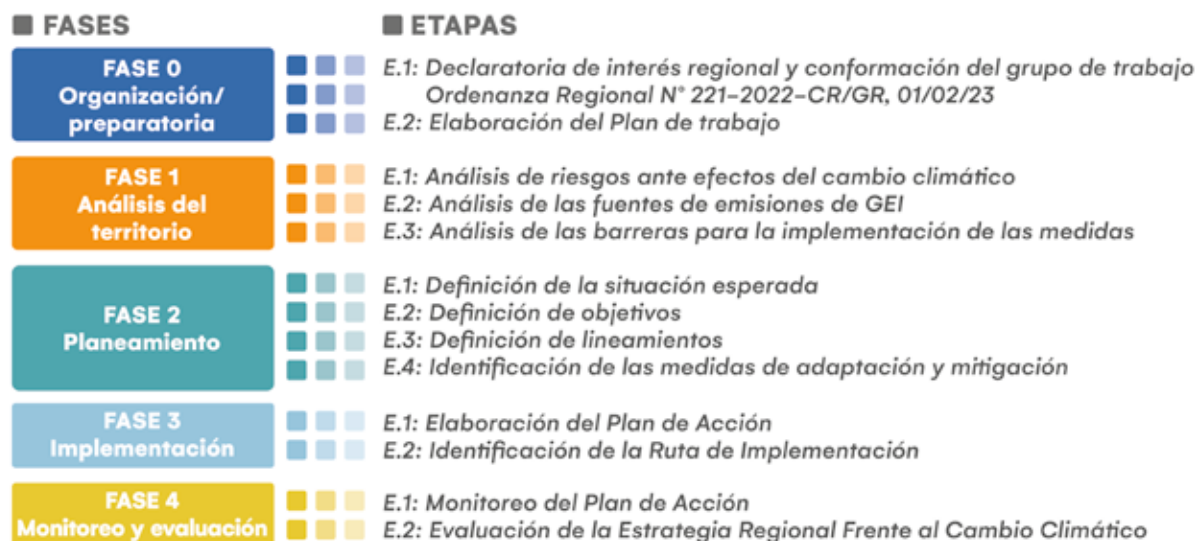 FASES
ETAPAS
FASE 0
Organización/
preparatoria
E.1: Declaratoria de interés regional y conformación del grupo de trabajo
Ordenanza Regional N° 221-2022-CR/GR, 01/02/23
E.2: Elaboración del Plan de trabajo
FASE 1
Análisis del
territorio
E.1: Análisis de riesgos ante efectos del cambio climático
E.2: Análisis de las fuentes de emisiones de GEI
E.3: Análisis de las barreras para la implementación de las medidas
FASE 2
Planeamiento
E.1: Definición de la situación esperada
E.2: Definición de objetivos
E.3: Definición de lineamientos
E.4: Identificación de las medidas de adaptación y mitigación
FASE 3
Implementación
E.1: Elaboración del Plan de Acción
E.2: Identificación de la Ruta de Implementación
FASE 4
Monitoreo y evaluación
E.1: Monitoreo del Plan de Acción
E.2: Evaluación de la Estrategia Regional Frente al Cambio Climático